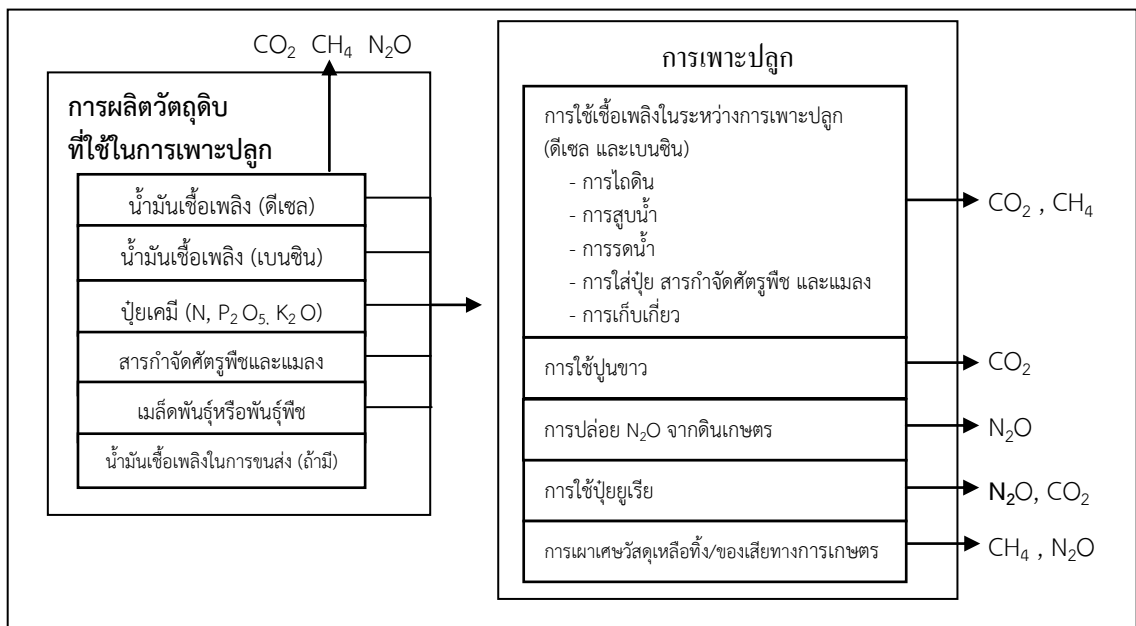 CO₂ CH₄ N₂O
การผลิตวัตถุดิบ
ที่ใช้ในการเพาะปลูก
น้ำมันเชื้อเพลิง (ดีเซล)
น้ำมันเชื้อเพลิง (เบนซิน)
ปุ๋ยเคมี (N, P₂O₅, K₂O)
สารกำจัดศัตรูพืชและแมลง
เมล็ดพันธุ์หรือพันธุ์พืช
น้ำมันเชื้อเพลิงในการขนส่ง (ถ้ามี)
การเพาะปลูก
การใช้เชื้อเพลิงในระหว่างการเพาะปลูก
(ดีเซล และเบนซิน)
- การไถดิน
- การสูบน้ำ
- การรดน้ำ
- การใส่ปุ๋ย สารกำจัดศัตรูพืช และแมลง
- การเก็บเกี่ยว
CO₂ , CH₄
การใช้ปูนขาว
CO₂
การปล่อย N₂O จากดินเกษตร
N₂O
การใช้ปุ๋ยยูเรีย
N₂O, CO₂
การเผาเศษวัสดุเหลือทิ้ง/ของเสียทางการเกษตร
CH₄ , N₂O